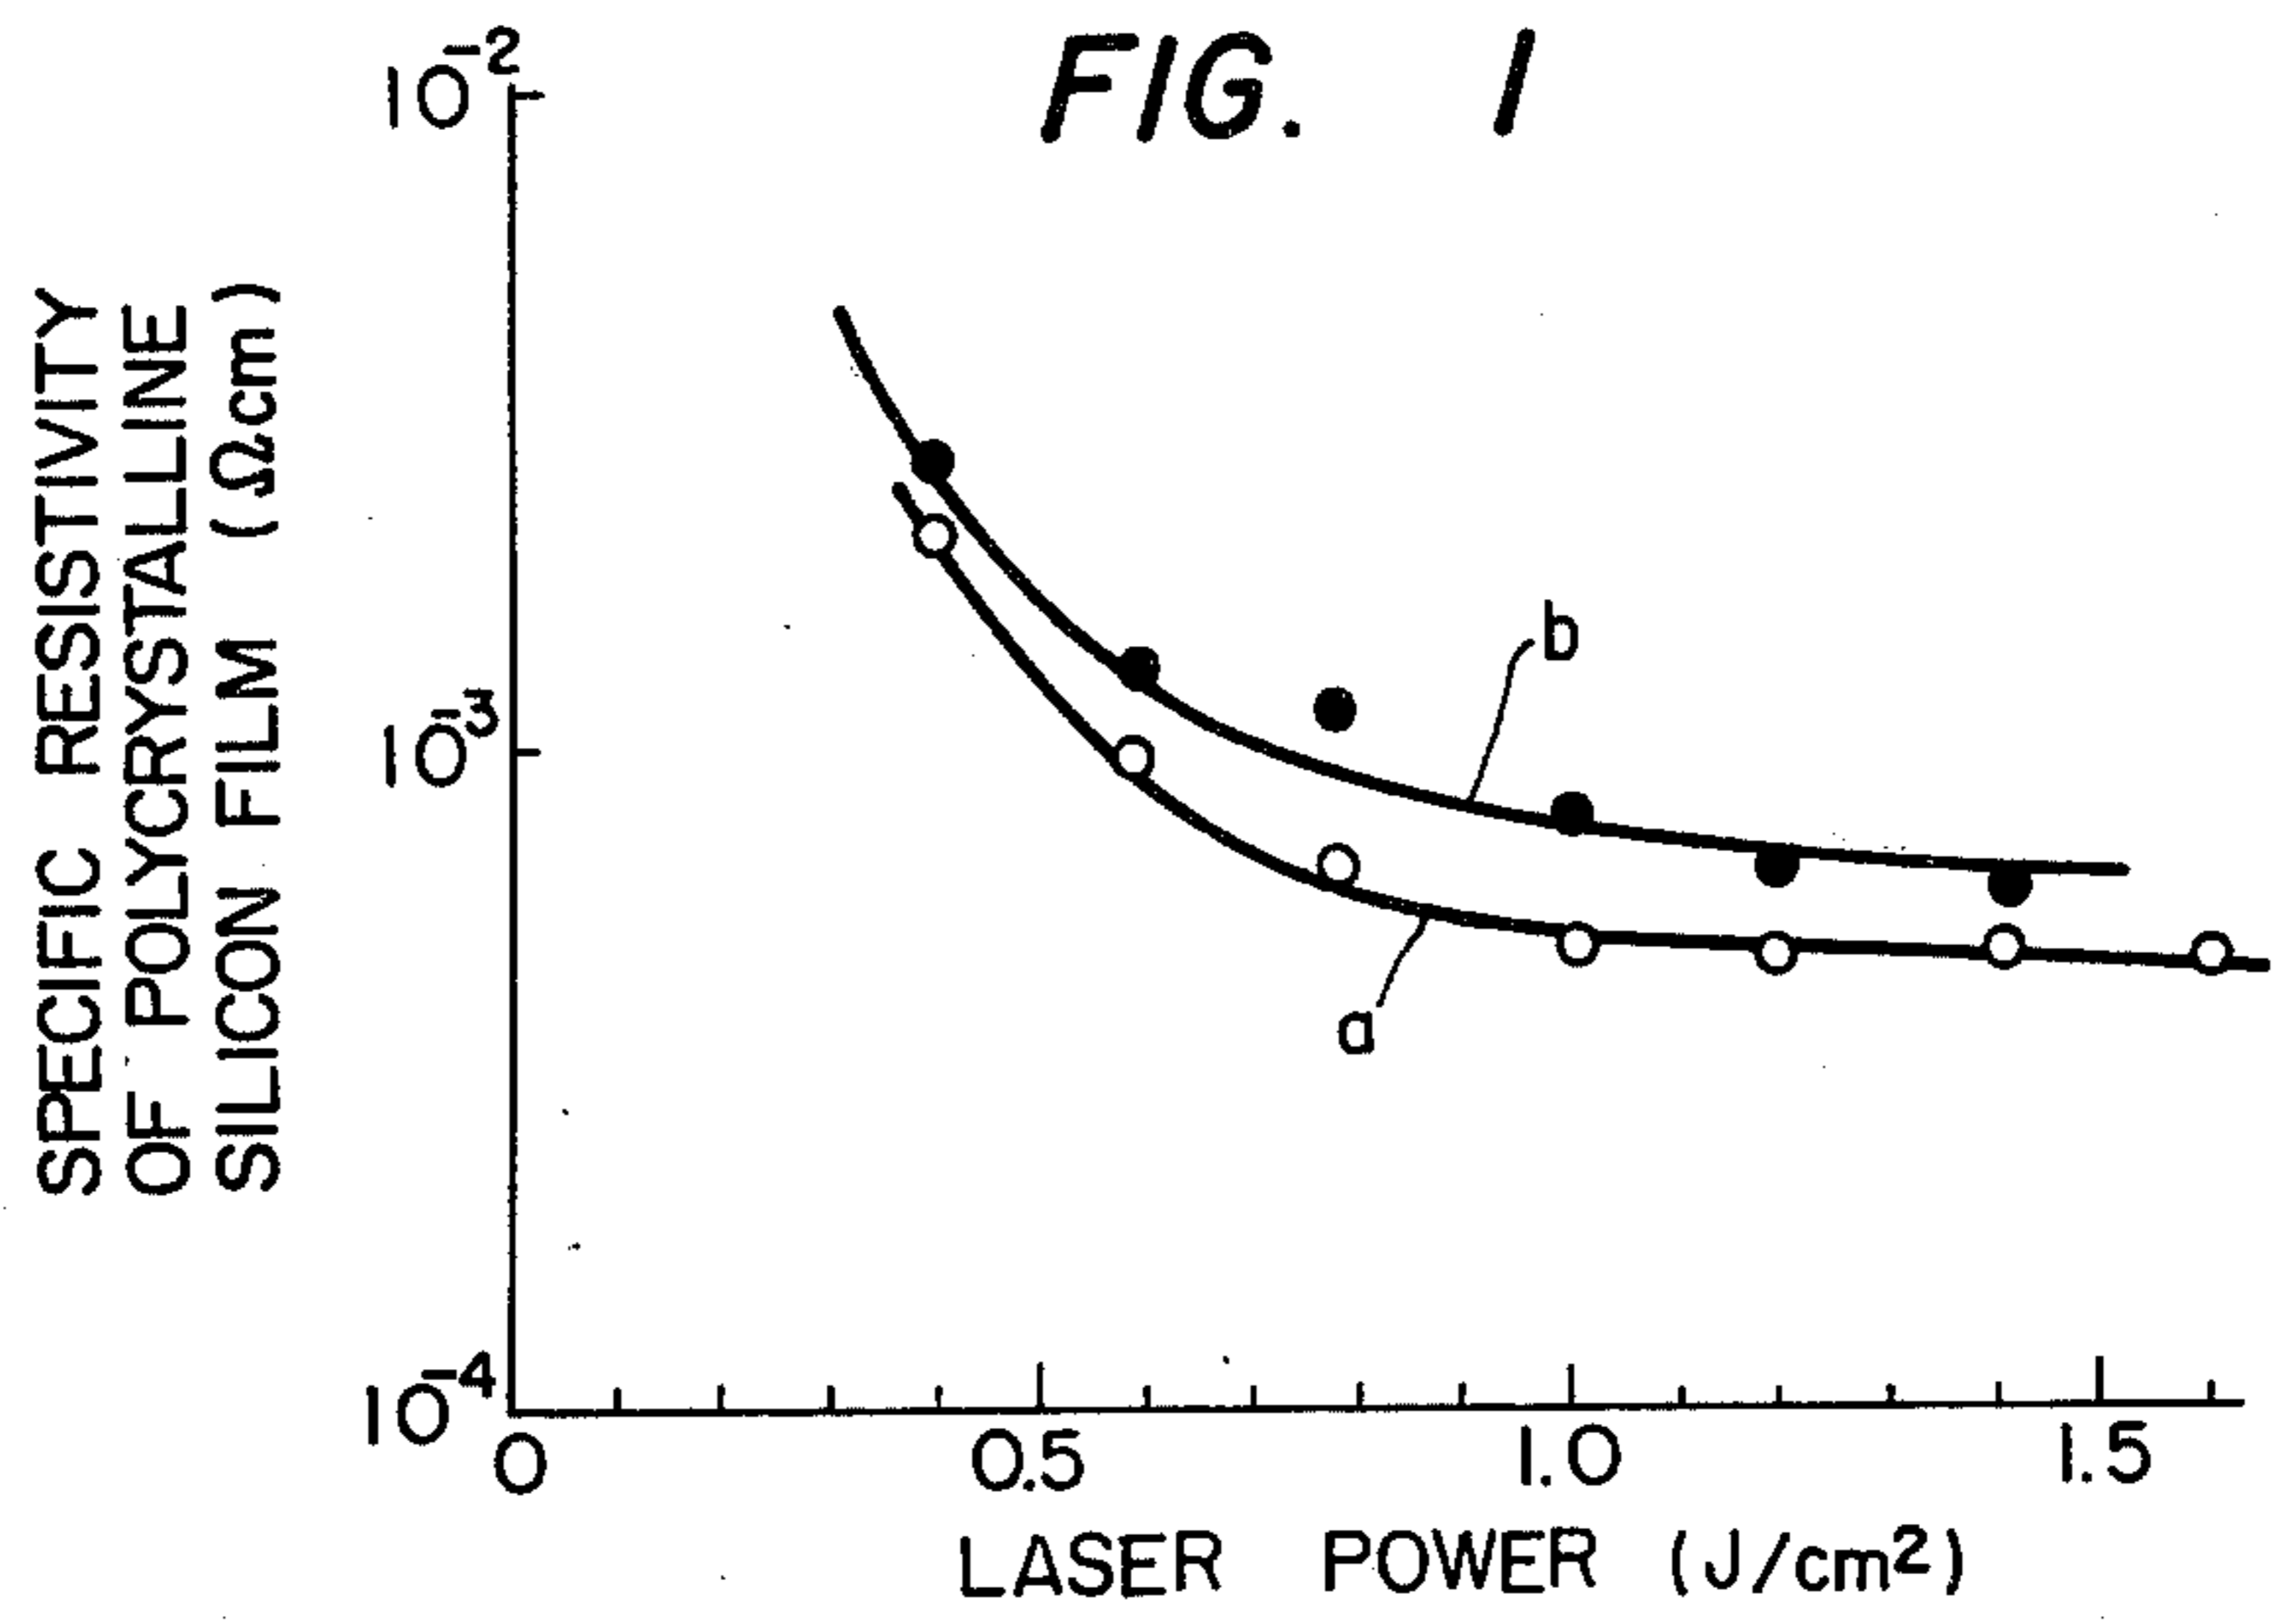 FIG. 1
10⁻²
10⁻³
10⁻⁴
SPECIFIC RESISTIVITY
OF POLYCRYSTALLINE
SILICON FILM (Ωcm)
b
a
0 0.5 1.0 1.5
LASER POWER (J/cm²)